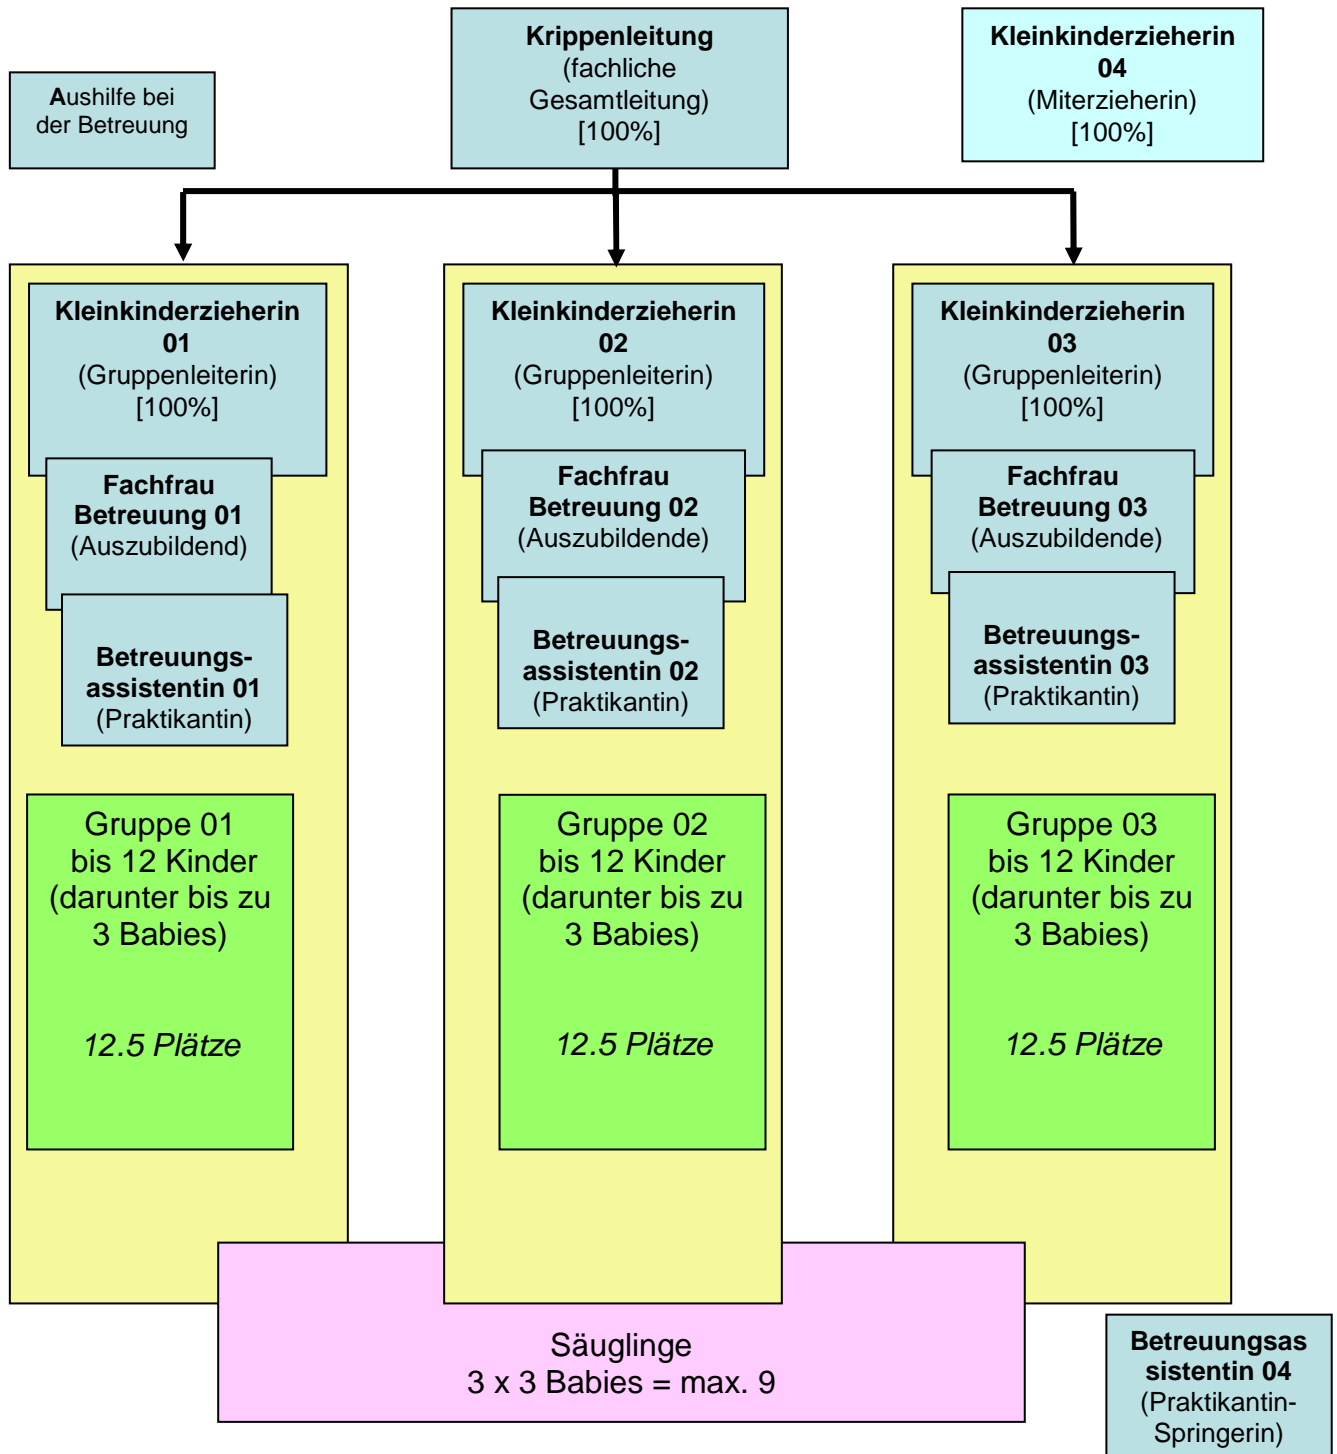 Aushilfe bei
der Betreuung
Krippenleitung
(fachliche
Gesamtleitung)
[100%]
Kleinkinderzieherin
04
(Miterzieherin)
[100%]
Kleinkinderzieherin
01
(Gruppenleiterin)
[100%]
Fachfrau
Betreuung 01
(Auszubildend)
Betreuungs-
assistentin 01
(Praktikantin)
Gruppe 01
bis 12 Kinder
(darunter bis zu
3 Babies)
12.5 Plätze
Kleinkinderzieherin
02
(Gruppenleiterin)
[100%]
Fachfrau
Betreuung 02
(Auszubildende)
Betreuungs-
assistentin 02
(Praktikantin)
Gruppe 02
bis 12 Kinder
(darunter bis zu
3 Babies)
12.5 Plätze
Kleinkinderzieherin
03
(Gruppenleiterin)
[100%]
Fachfrau
Betreuung 03
(Auszubildende)
Betreuungs-
assistentin 03
(Praktikantin)
Gruppe 03
bis 12 Kinder
(darunter bis zu
3 Babies)
12.5 Plätze
Säuglinge
3 x 3 Babies = max. 9
Betreuungsas
sistentin 04
(Praktikantin-
Springerin)